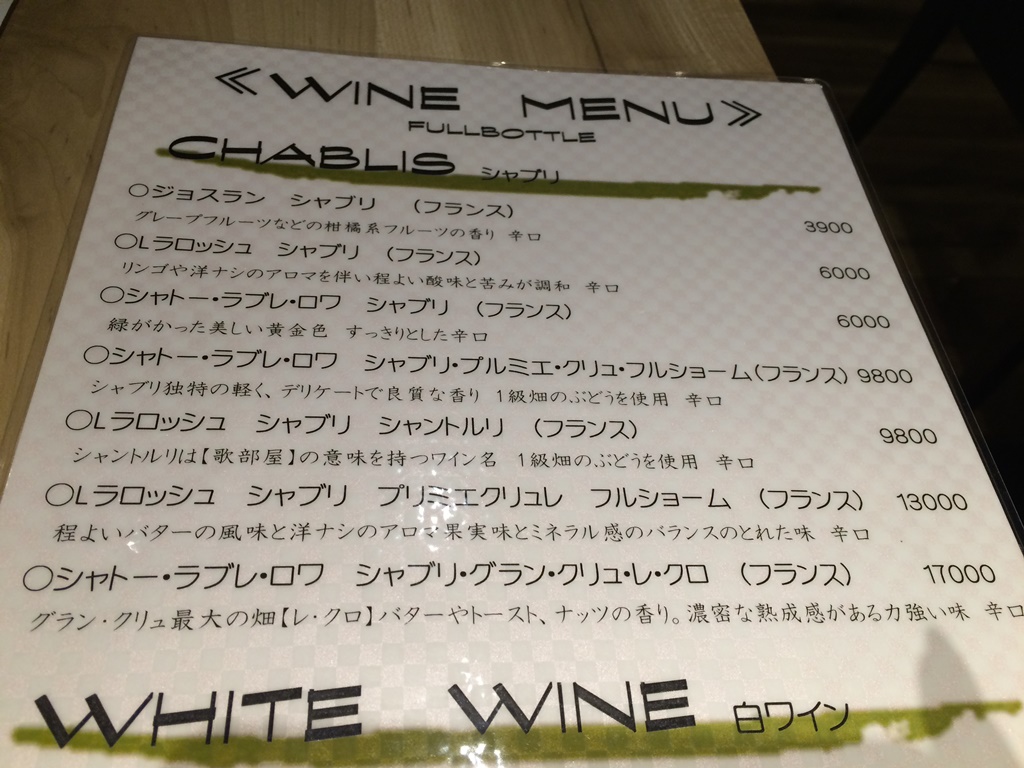 ≪WINE MENU≫
FULLBOTTLE
CHABLIS シャブリ
○ジョスラン シャブリ (フランス) 3900
グレープフルーツなどの柑橘系フルーツの香り 辛口
○Lラロッシュ シャブリ (フランス) 6000
リンゴや洋ナシのアロマを伴い程よい酸味と苦みが調和 辛口
○シャトー・ラブレ・ロワ シャブリ (フランス) 6000
緑がかった美しい黄金色 すっきりとした辛口
○シャトー・ラブレ・ロワ シャブリ・プルミエ・クリュ・フルショーム(フランス) 9800
シャブリ独特の軽く、デリケートで良質な香り 1級畑のぶどうを使用 辛口
○Lラロッシュ シャブリ シャントルリ (フランス) 9800
シャントルリは【歌部屋】の意味を持つワイン名 1級畑のぶどうを使用 辛口
○Lラロッシュ シャブリ プリミエクリュレ フルショーム (フランス) 13000
程よいバターの風味と洋ナシのアロマ果実味とミネラル感のバランスのとれた味 辛口
○シャトー・ラブレ・ロワ シャブリ・グラン・クリュ・レ・クロ (フランス) 17000
グラン・クリュ最大の畑【レ・クロ】バターやトースト、ナッツの香り。濃密な熟成感がある力強い味 辛口
WHITE WINE 白ワイン